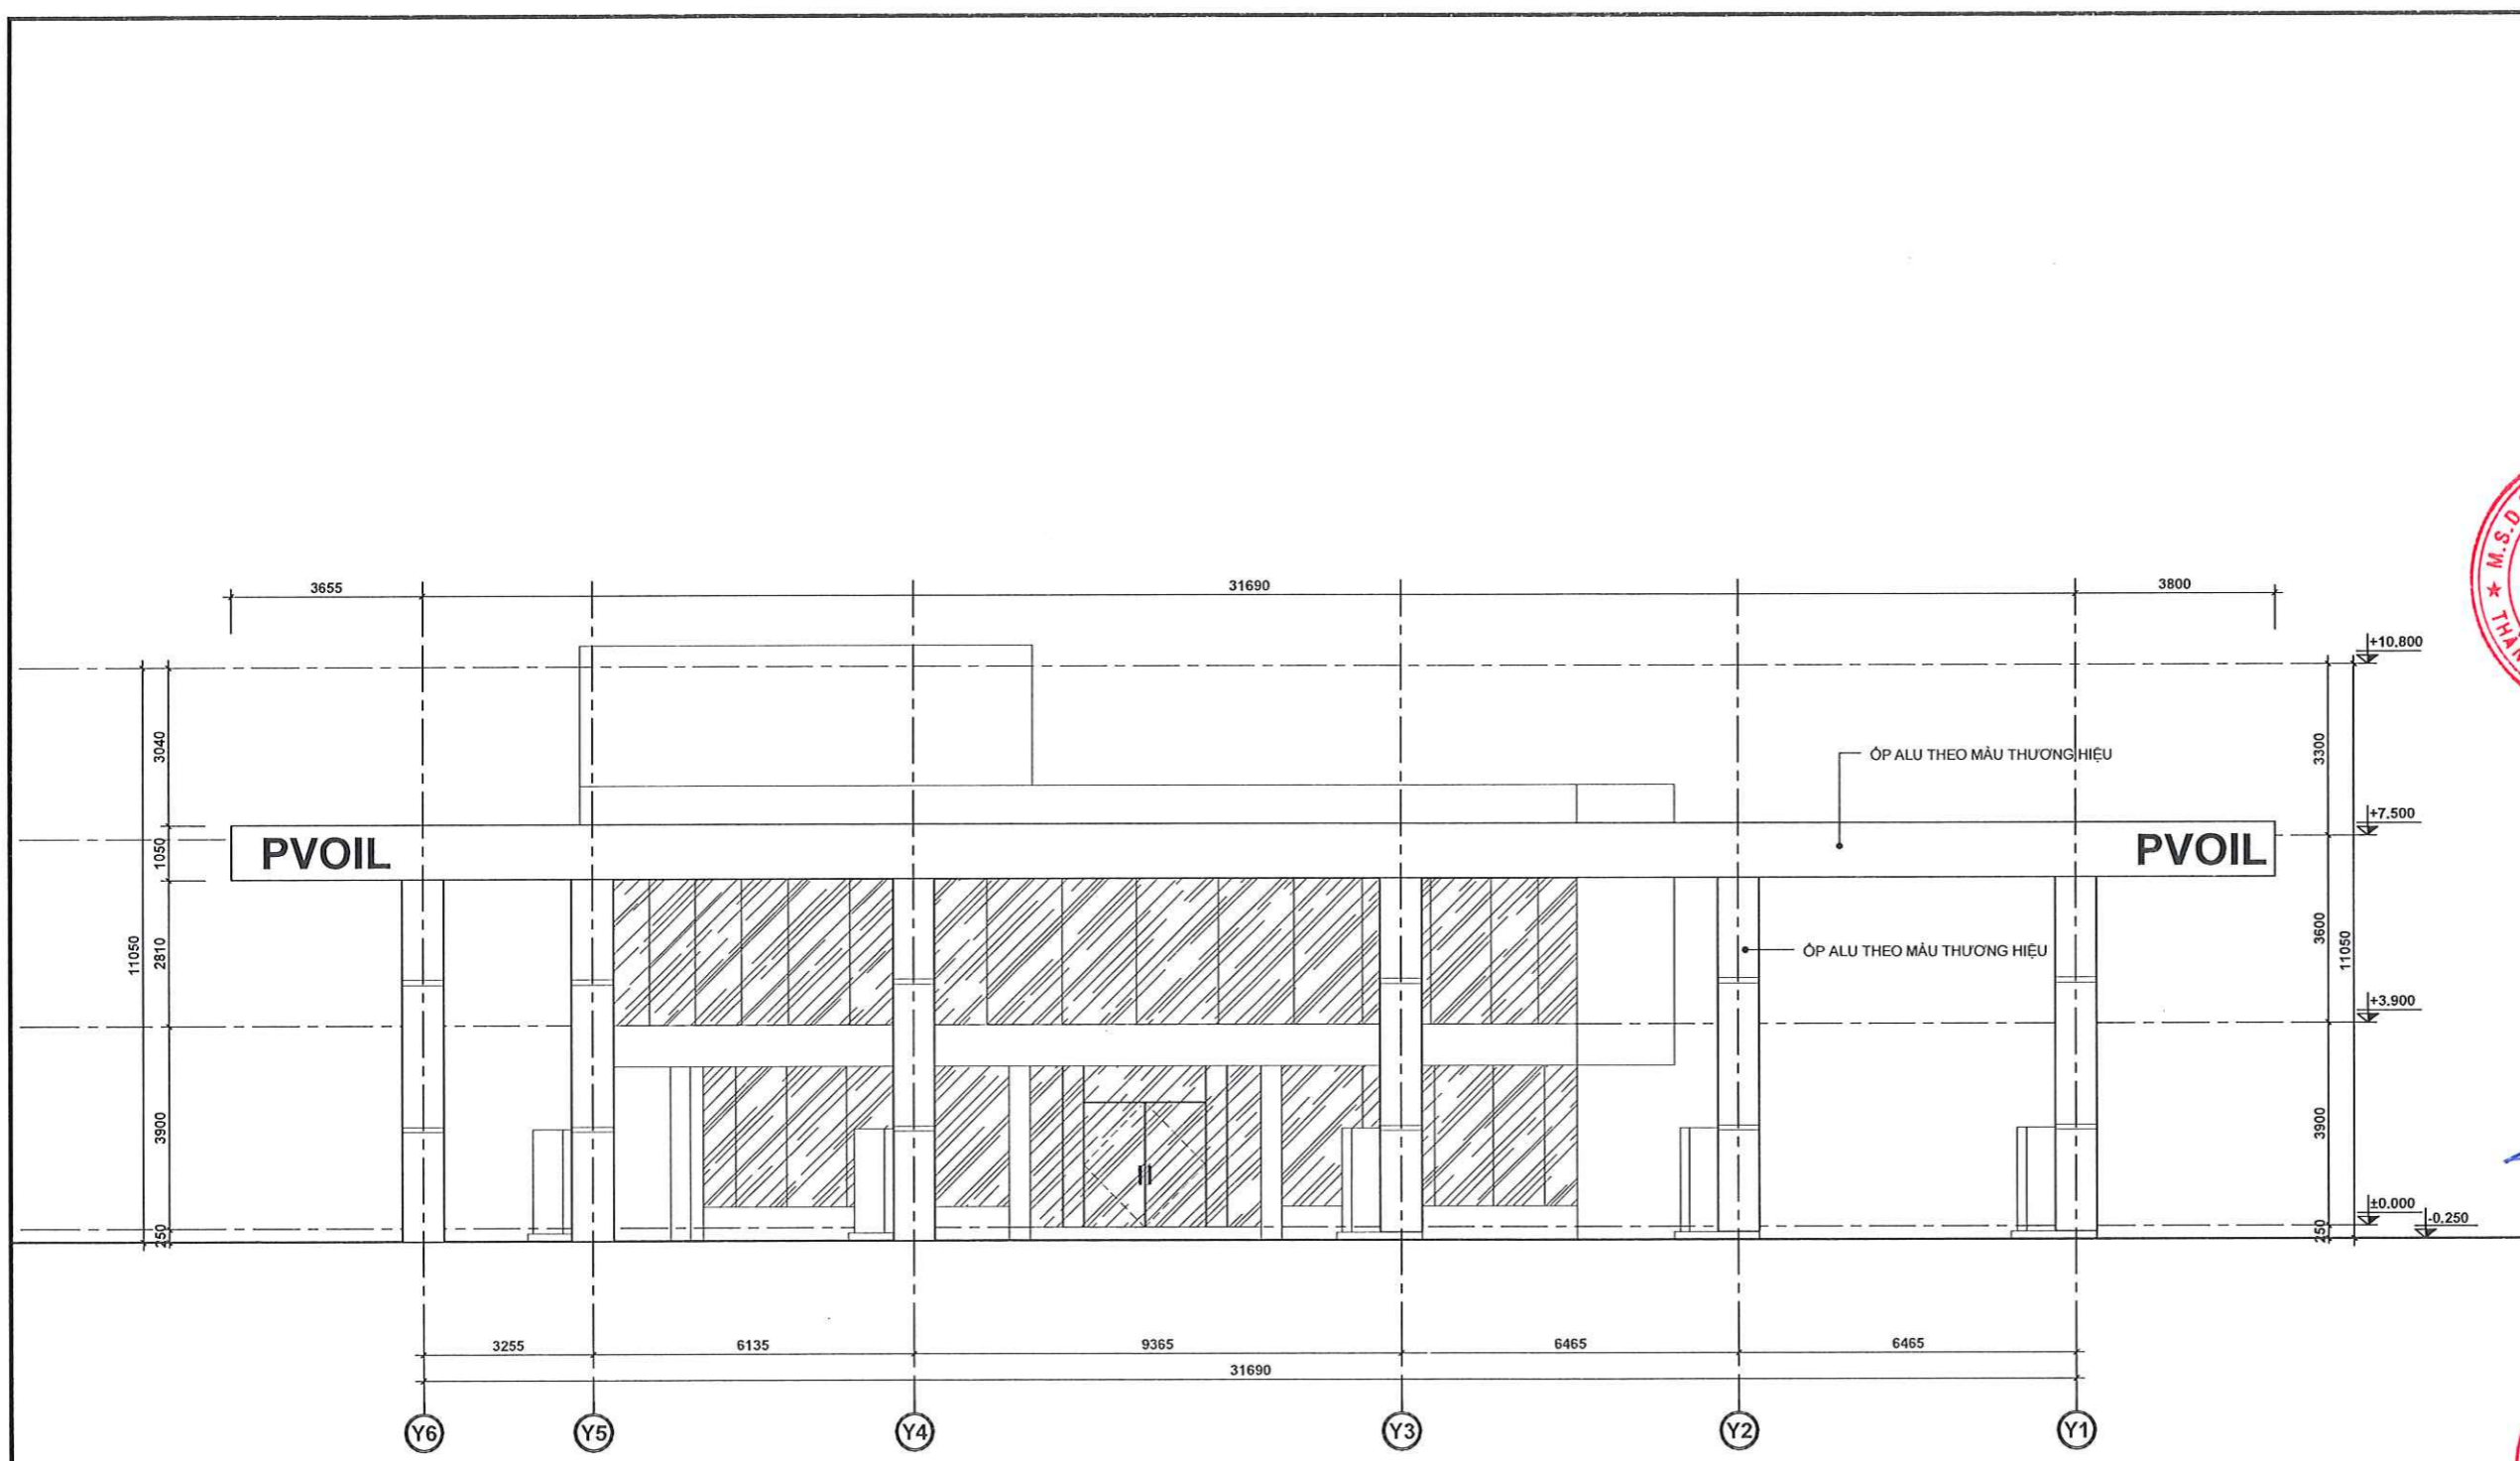 3655
31690
3800
+10.800
3040
3300
ỐP ALU THEO MÀU THƯƠNG HIỆU
+7.500
1050
PVOIL
PVOIL
11050
2810
3600
11050
ỐP ALU THEO MÀU THƯƠNG HIỆU
+3.900
3900
3900
±0.000
-0.250
250
250
3255
6135
9365
6465
6465
31690
Y6
Y5
Y4
Y3
Y2
Y1
★ M.S.D